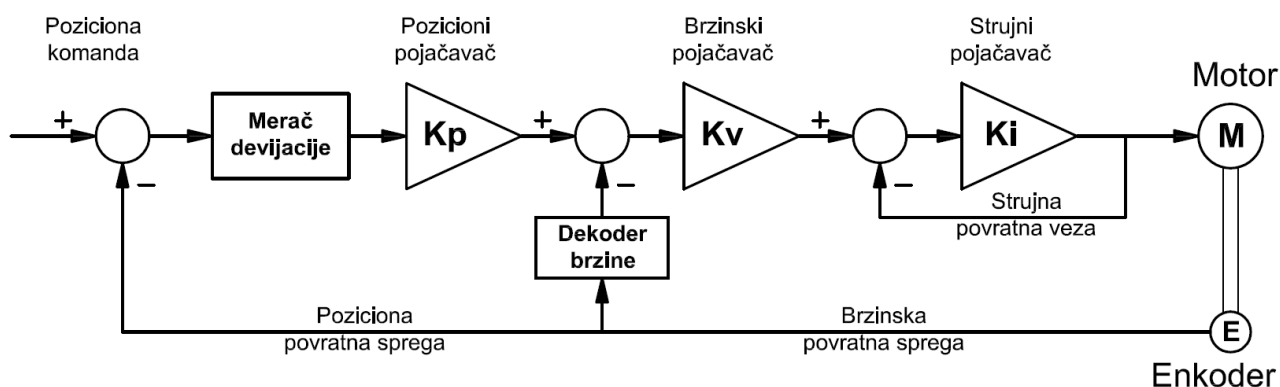 Poziciona
komanda
Pozicioni
pojačavač
Brzinski
pojačavač
Strujni
pojačavač
Motor
+
Merač
devijacije
Kp
+
Kv
+
Ki
M
−
−
−
Strujna
povratna veza
Dekoder
brzine
Poziciona
povratna sprega
Brzinska
povratna sprega
E
Enkoder